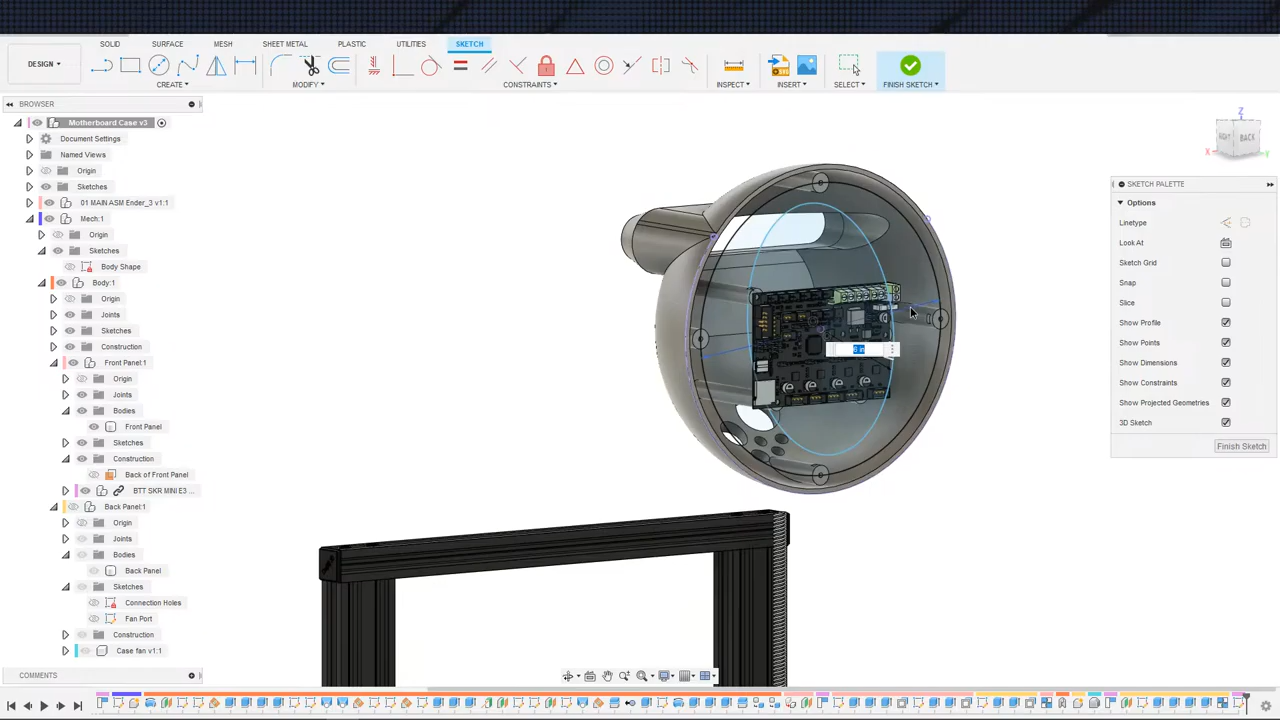 SOLID
SURFACE
MESH
SHEET METAL
PLASTIC
UTILITIES
SKETCH
DESIGN
CREATE
MODIFY
CONSTRAINTS
INSPECT
INSERT
SELECT
FINISH SKETCH
BROWSER
Motherboard Case v3
Document Settings
Named Views
Origin
Sketches
01 MAIN ASM Ender_3 v1:1
Mech:1
Origin
Sketches
Body Shape
Body:1
Origin
Joints
Sketches
Construction
Front Panel:1
Origin
Joints
Bodies
Front Panel
Sketches
Construction
Back of Front Panel
BTT SKR MINI E3 ...
Back Panel:1
Origin
Joints
Bodies
Back Panel
Sketches
Connection Holes
Fan Port
Construction
Case fan v1:1
COMMENTS
Z
BACK
X
Y
SKETCH PALETTE
Options
Linetype
Look At
Sketch Grid
Snap
Slice
Show Profile
Show Points
Show Dimensions
Show Constraints
Show Projected Geometries
3D Sketch
Finish Sketch